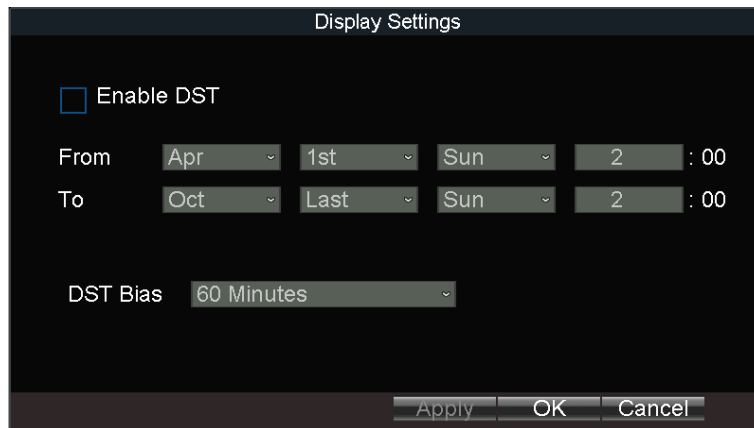 Display Settings
Enable DST
From Apr 1st Sun 2 : 00
To Oct Last Sun 2 : 00
DST Bias 60 Minutes
Apply OK Cancel